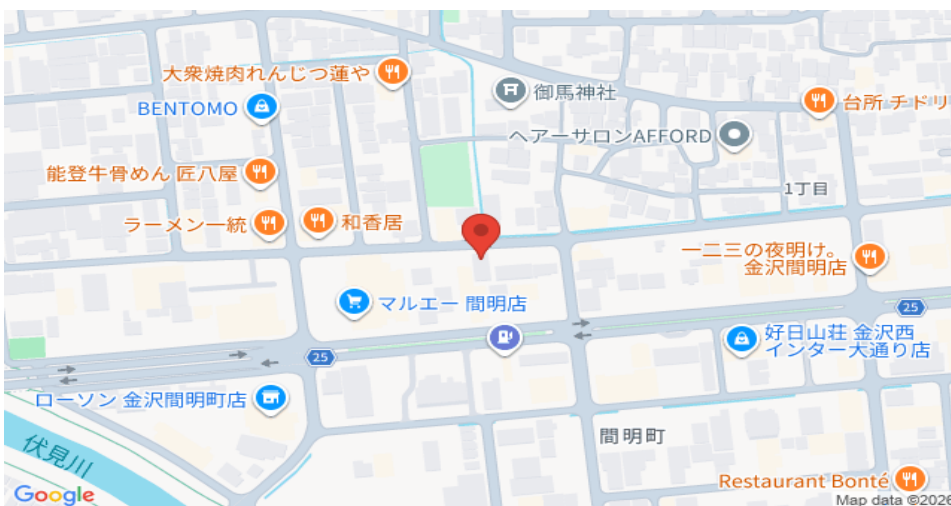 大衆焼肉れんじつ蓮や
御馬神社
台所 チドリ
BENTOMO
ヘアーサロンAFFORD
能登牛骨めん 匠八屋
1丁目
ラーメン一統
和香居
一二三の夜明け。
金沢間明店
マルエー 間明店
25
好日山荘 金沢西
インター大通り店
25
ローソン 金沢間明町店
間明町
伏見川
Restaurant Bonté
Google
Map data ©2026